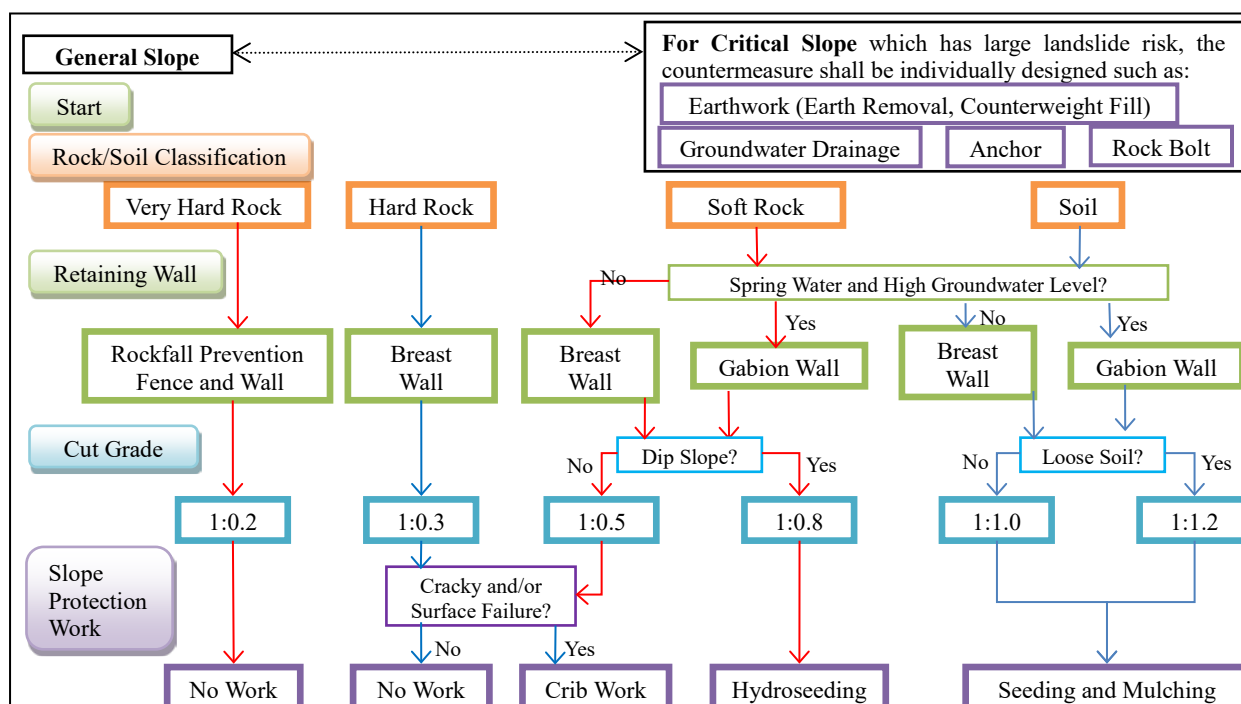 General Slope
For Critical Slope which has large landslide risk, the
countermeasure shall be individually designed such as:
Earthwork (Earth Removal, Counterweight Fill)
Groundwater Drainage
Anchor
Rock Bolt
Start
Rock/Soil Classification
Very Hard Rock
Hard Rock
Soft Rock
Soil
Retaining Wall
No
Spring Water and High Groundwater Level?
Yes
No
Yes
Rockfall Prevention
Fence and Wall
Breast
Wall
Breast
Wall
Gabion Wall
Breast
Wall
Gabion Wall
Cut Grade
No
Dip Slope?
Yes
No
Loose Soil?
Yes
1:0.2
1:0.3
1:0.5
1:0.8
1:1.0
1:1.2
Slope
Protection
Work
Cracky and/or
Surface Failure?
No
Yes
No Work
No Work
Crib Work
Hydroseeding
Seeding and Mulching